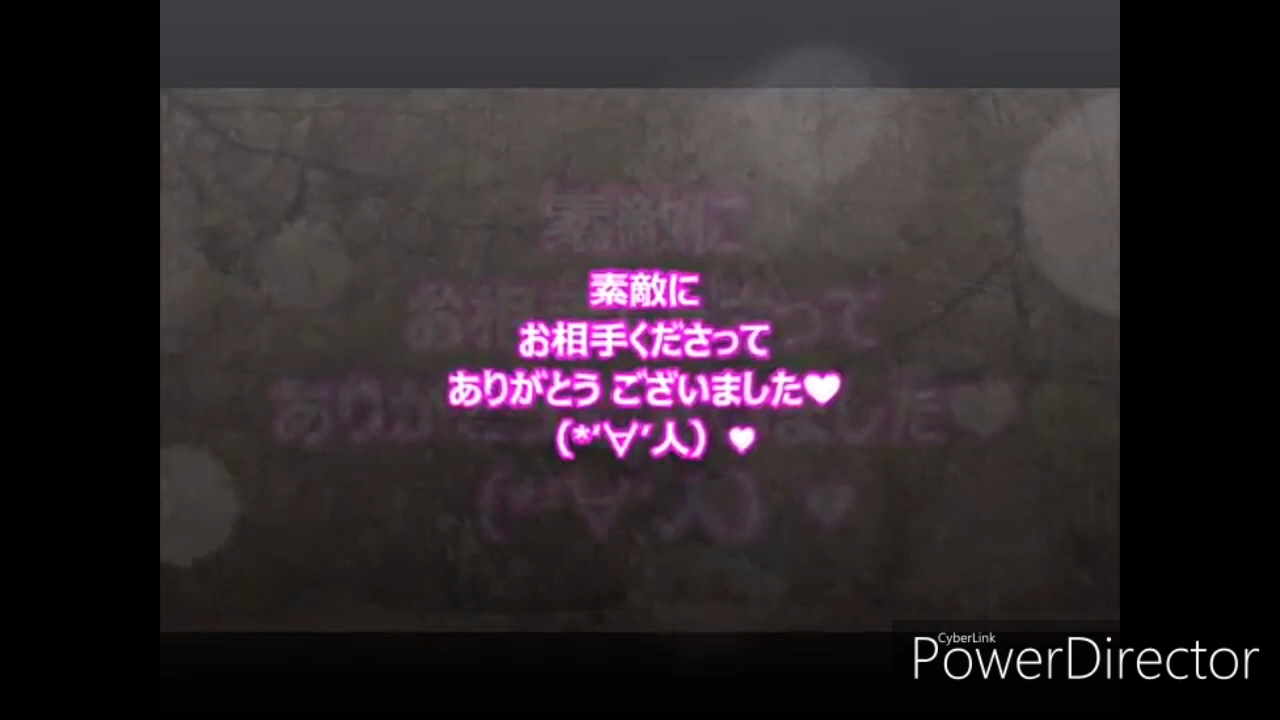 素敵に
お相手くださって
ありがとう ございました♥
(*′∀′人) ♥
CyberLink
PowerDirector